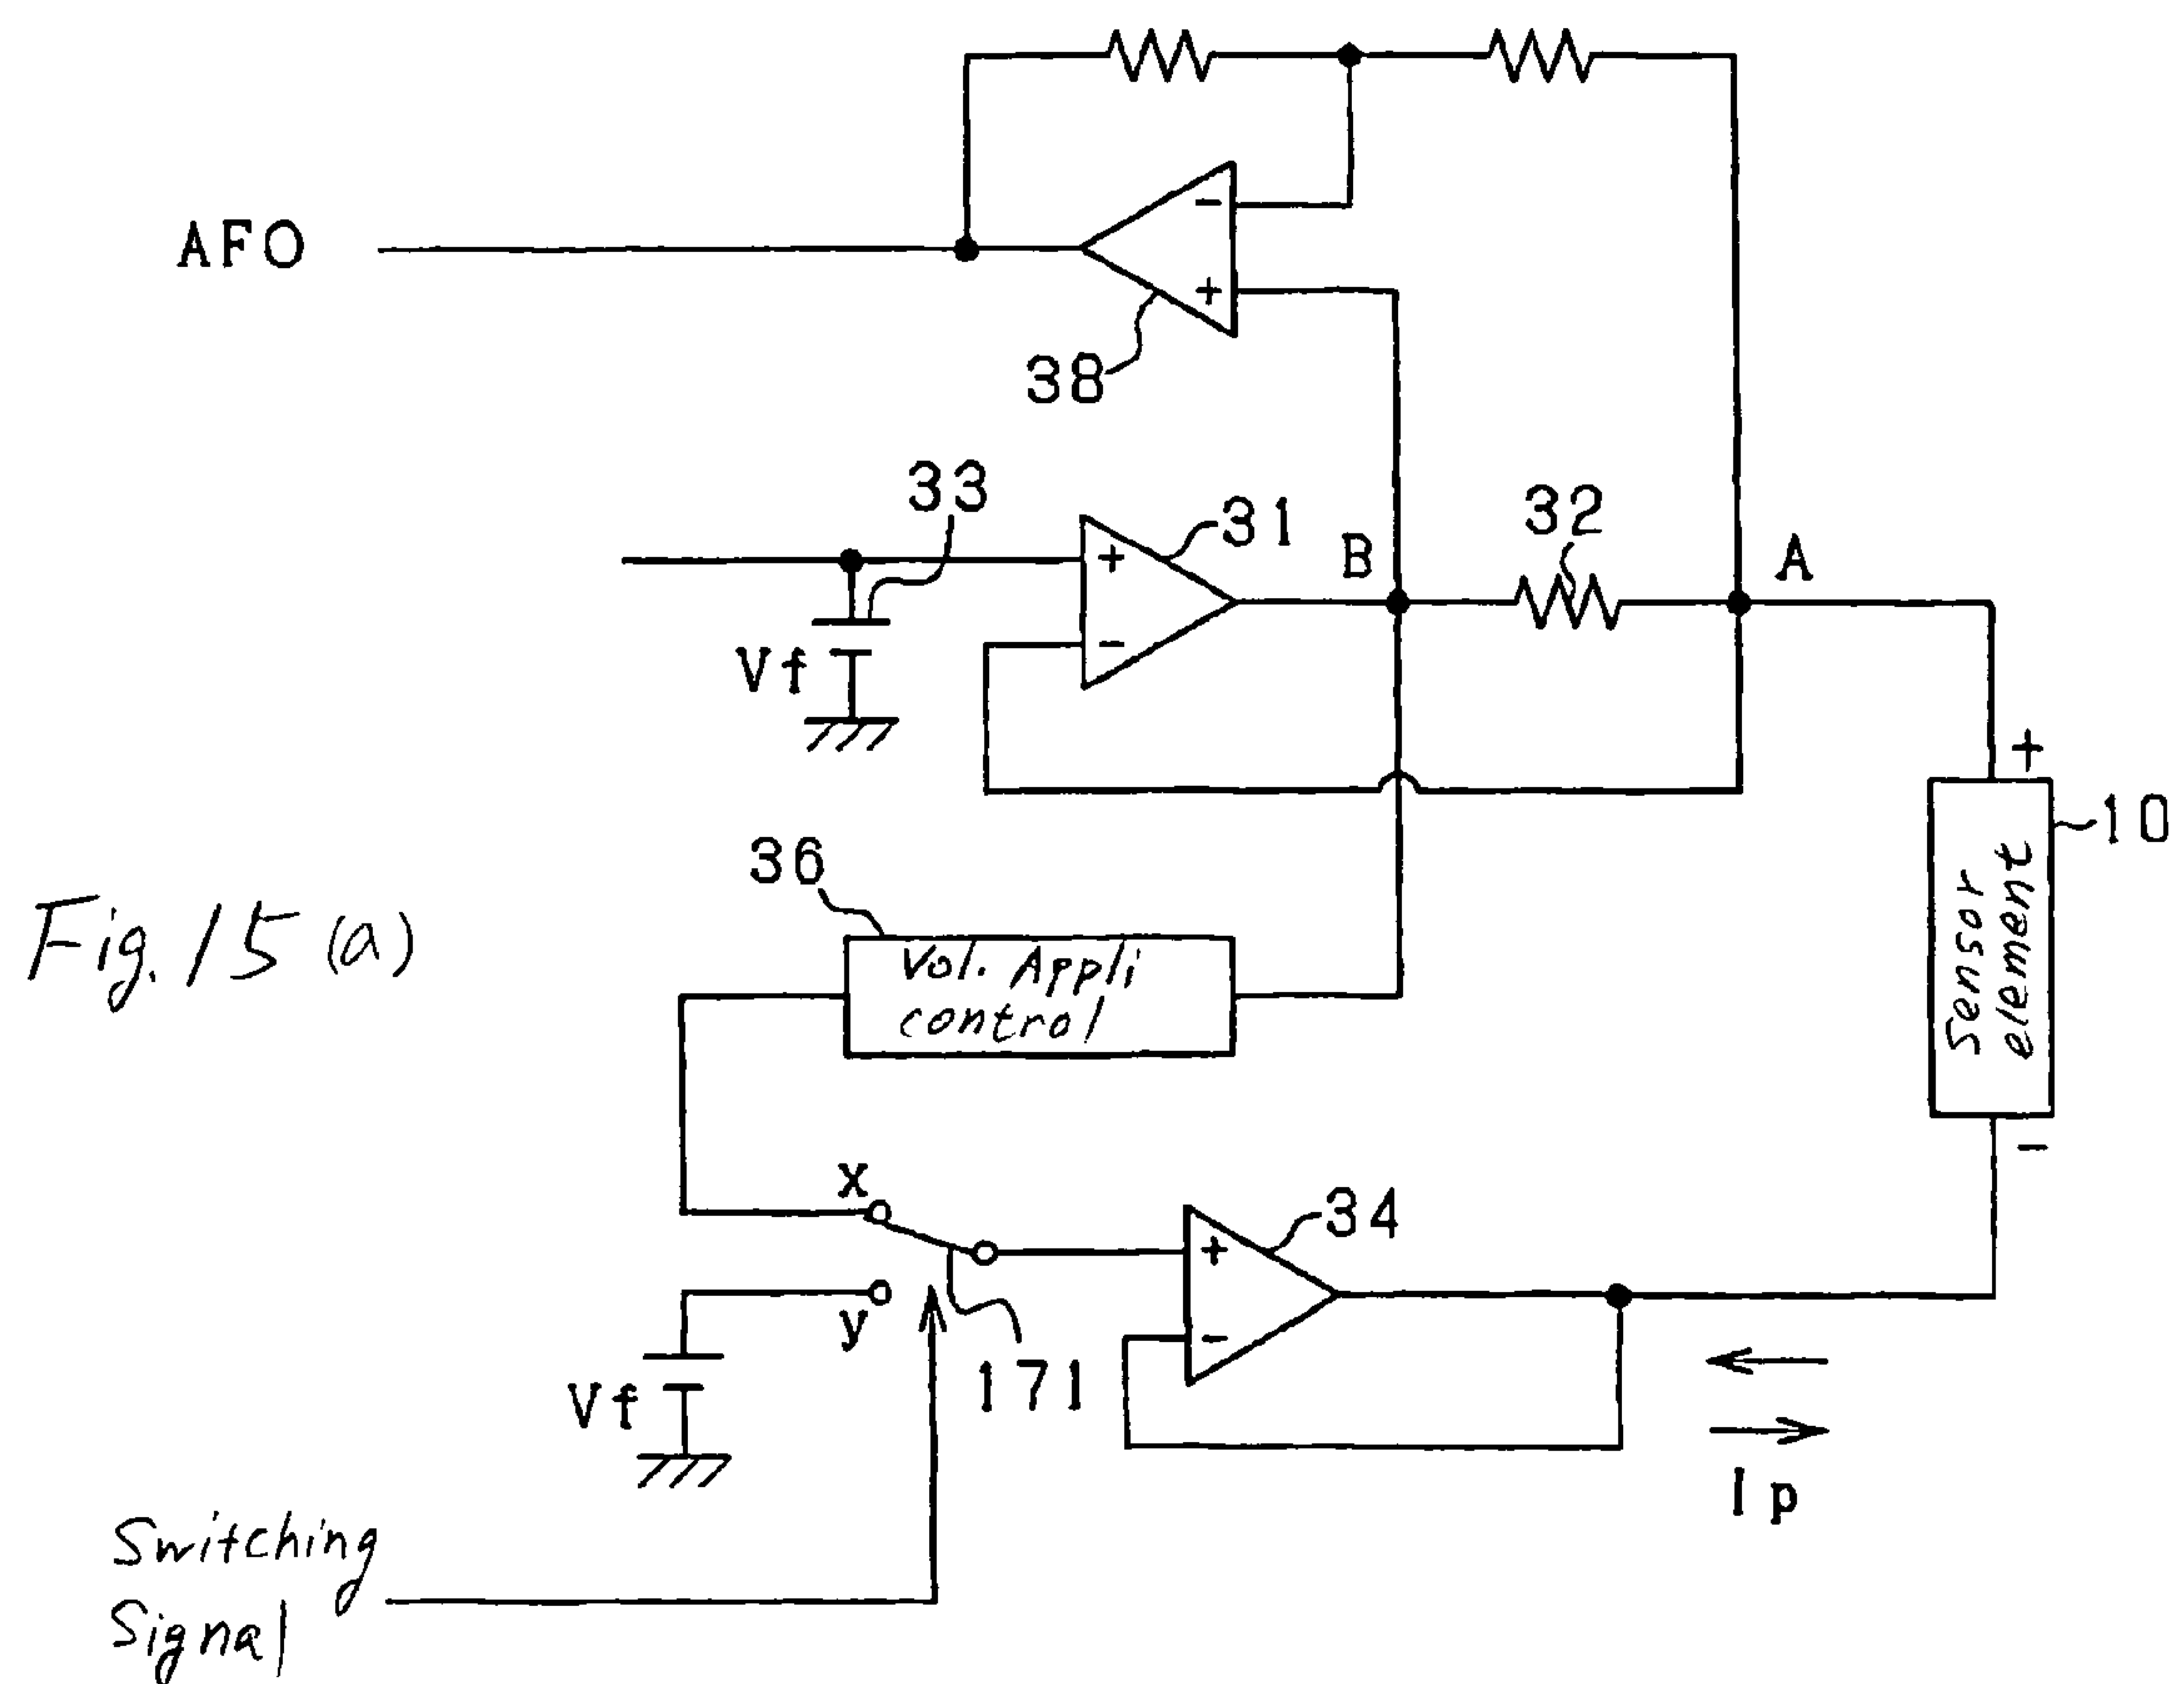 AFO
-
+
38
33
31
32
B
A
+
-
Vf
+
10
36
Vol. Appli
control
Sensor
element
Fig. 15 (a)
-
x
34
+
y
-
171
Vf
Ip
Switching
Signal